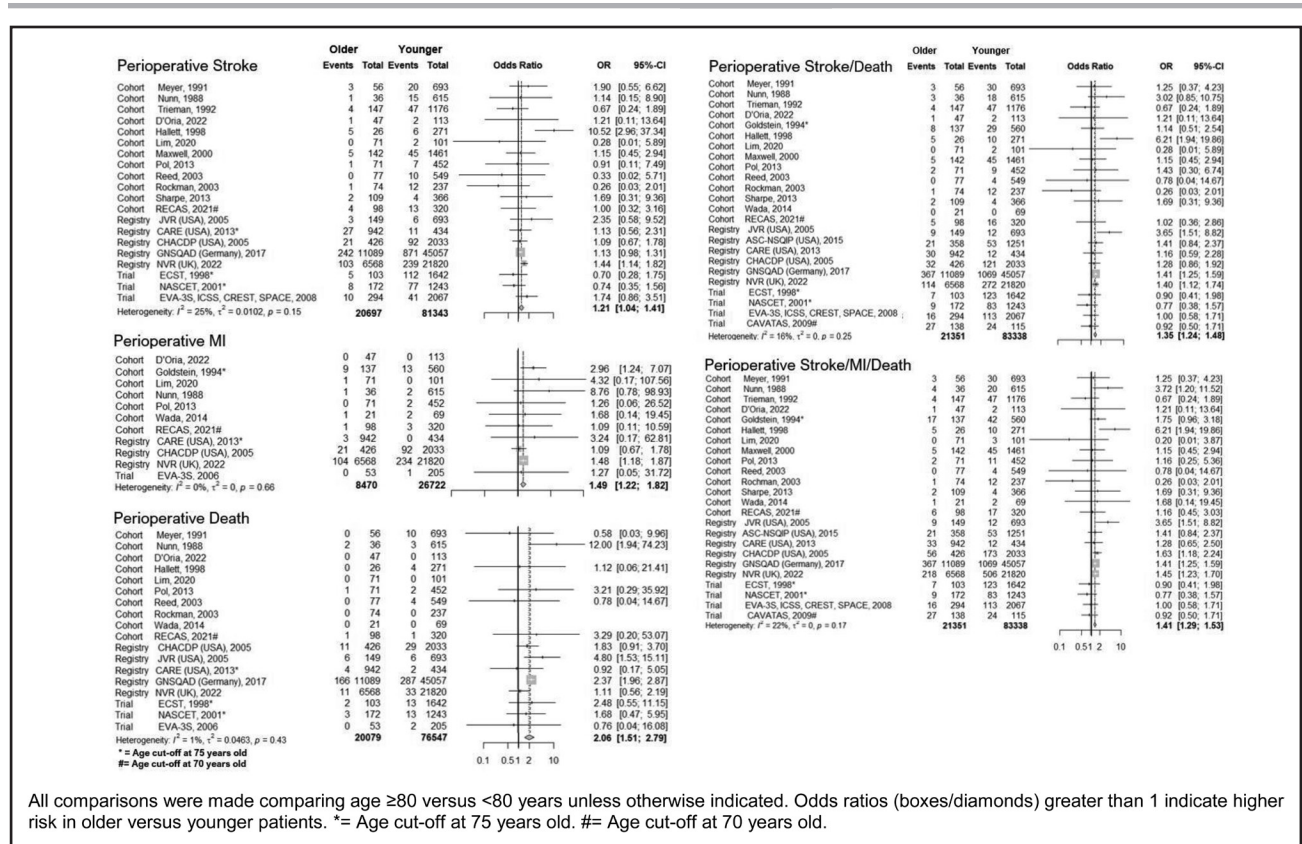 Older Younger
Perioperative Stroke Events Total Events Total Odds Ratio OR 95%-CI
Cohort Meyer, 1991 3 56 20 693 1.90 [0.55; 6.62]
Cohort Nunn, 1988 1 36 15 615 1.14 [0.15; 8.90]
Cohort Trieman, 1992 4 147 47 1176 0.67 [0.24; 1.89]
Cohort D'Oria, 2022 1 47 2 113 1.21 [0.11; 13.64]
Cohort Hallett, 1998 5 26 6 271 10.52 [2.96; 37.34]
Cohort Lim, 2020 0 71 2 101 0.28 [0.01; 5.89]
Cohort Maxwell, 2000 5 142 45 1461 1.15 [0.45; 2.94]
Cohort Pol, 2013 1 71 7 452 0.91 [0.11; 7.49]
Cohort Reed, 2003 0 77 10 549 0.33 [0.02; 5.71]
Cohort Rockman, 2003 1 74 12 237 0.26 [0.03; 2.01]
Cohort Sharpe, 2013 2 109 4 366 1.69 [0.31; 9.36]
Cohort RECAS, 2021# 4 98 13 320 1.00 [0.32; 3.16]
Registry JVR (USA), 2005 3 149 6 693 2.35 [0.58; 9.52]
Registry CARE (USA), 2013* 27 942 11 434 1.13 [0.56; 2.31]
Registry CHACDP (USA), 2005 21 426 92 2033 1.09 [0.67; 1.78]
Registry GNSQAD (Germany), 2017 242 11089 871 45057 1.13 [0.98; 1.31]
Registry NVR (UK), 2022 103 6568 239 21820 1.44 [1.14; 1.82]
Trial ECST, 1998* 5 103 112 1642 0.70 [0.28; 1.75]
Trial NASCET, 2001* 8 172 77 1243 0.74 [0.35; 1.56]
Trial EVA-3S, ICSS, CREST, SPACE, 2008 10 294 41 2067 1.74 [0.86; 3.51]
Heterogeneity: I² = 25%, τ² = 0.0102, p = 0.15 20697 81343 1.21 [1.04; 1.41]
Perioperative MI
Cohort D'Oria, 2022 0 47 0 113
Cohort Goldstein, 1994* 9 137 13 560 2.96 [1.24; 7.07]
Cohort Lim, 2020 1 71 0 101 4.32 [0.17; 107.56]
Cohort Nunn, 1988 1 36 2 615 8.76 [0.78; 98.93]
Cohort Pol, 2013 0 71 2 452 1.26 [0.06; 26.52]
Cohort Wada, 2014 1 21 2 69 1.68 [0.14; 19.45]
Cohort RECAS, 2021# 1 98 3 320 1.09 [0.11; 10.59]
Registry CARE (USA), 2013* 3 942 0 434 3.24 [0.17; 62.81]
Registry CHACDP (USA), 2005 21 426 92 2033 1.09 [0.67; 1.78]
Registry NVR (UK), 2022 104 6568 234 21820 1.48 [1.18; 1.87]
Trial EVA-3S, 2006 0 53 1 205 1.27 [0.05; 31.72]
Heterogeneity: I² = 0%, τ² = 0, p = 0.66 8470 26722 1.49 [1.22; 1.82]
Perioperative Death
Cohort Meyer, 1991 0 56 10 693 0.58 [0.03; 9.96]
Cohort Nunn, 1988 2 36 3 615 12.00 [1.94; 74.23]
Cohort D'Oria, 2022 0 47 0 113
Cohort Hallett, 1998 0 26 4 271 1.12 [0.06; 21.41]
Cohort Lim, 2020 0 71 0 101
Cohort Pol, 2013 1 71 2 452 3.21 [0.29; 35.92]
Cohort Reed, 2003 0 77 4 549 0.78 [0.04; 14.67]
Cohort Rockman, 2003 0 74 0 237
Cohort Wada, 2014 0 21 0 69
Cohort RECAS, 2021# 1 98 1 320 3.29 [0.20; 53.07]
Registry CHACDP (USA), 2005 11 426 29 2033 1.83 [0.91; 3.70]
Registry JVR (USA), 2005 6 149 6 693 4.80 [1.53; 15.11]
Registry CARE (USA), 2013* 4 942 2 434 0.92 [0.17; 5.05]
Registry GNSQAD (Germany), 2017 166 11089 287 45057 2.37 [1.96; 2.87]
Registry NVR (UK), 2022 11 6568 33 21820 1.11 [0.56; 2.19]
Trial ECST, 1998* 2 103 13 1642 2.48 [0.55; 11.15]
Trial NASCET, 2001* 3 172 13 1243 1.68 [0.47; 5.95]
Trial EVA-3S, 2006 0 53 2 205 0.76 [0.04; 16.08]
Heterogeneity: I² = 1%, τ² = 0.0463, p = 0.43 20079 76547 2.06 [1.51; 2.79]
* = Age cut-off at 75 years old
#= Age cut-off at 70 years old
0.1 0.5 1 2 10
Older Younger
Perioperative Stroke/Death Events Total Events Total Odds Ratio OR 95%-CI
Cohort Meyer, 1991 3 56 30 693 1.25 [0.37; 4.23]
Cohort Nunn, 1988 3 36 18 615 3.02 [0.85; 10.75]
Cohort Trieman, 1992 4 147 47 1176 0.67 [0.24; 1.89]
Cohort D'Oria, 2022 1 47 2 113 1.21 [0.11; 13.64]
Cohort Goldstein, 1994* 8 137 29 560 1.14 [0.51; 2.54]
Cohort Hallett, 1998 5 26 10 271 6.21 [1.94; 19.86]
Cohort Lim, 2020 0 71 2 101 0.28 [0.01; 5.89]
Cohort Maxwell, 2000 5 142 45 1461 1.15 [0.45; 2.94]
Cohort Pol, 2013 2 71 9 452 1.43 [0.30; 6.74]
Cohort Reed, 2003 0 77 4 549 0.78 [0.04; 14.67]
Cohort Rockman, 2003 1 74 12 237 0.26 [0.03; 2.01]
Cohort Sharpe, 2013 2 109 4 366 1.69 [0.31; 9.36]
Cohort Wada, 2014 0 21 0 69
Cohort RECAS, 2021# 5 98 16 320 1.02 [0.36; 2.86]
Registry JVR (USA), 2005 9 149 12 693 3.65 [1.51; 8.82]
Registry ASC-NSQIP (USA), 2015 21 358 53 1251 1.41 [0.84; 2.37]
Registry CARE (USA), 2013 30 942 12 434 1.16 [0.59; 2.28]
Registry CHACDP (USA), 2005 32 426 121 2033 1.28 [0.86; 1.92]
Registry GNSQAD (Germany), 2017 367 11089 1069 45057 1.41 [1.25; 1.59]
Registry NVR (UK), 2022 114 6568 272 21820 1.40 [1.12; 1.74]
Trial ECST, 1998* 7 103 123 1642 0.90 [0.41; 1.98]
Trial NASCET, 2001* 9 172 83 1243 0.77 [0.38; 1.57]
Trial EVA-3S, ICSS, CREST, SPACE, 2008 16 294 113 2067 1.00 [0.58; 1.71]
Trial CAVATAS, 2009# 27 138 24 115 0.92 [0.50; 1.71]
Heterogeneity: I² = 16%, τ² = 0, p = 0.25 21351 83338 1.35 [1.24; 1.48]
Perioperative Stroke/MI/Death
Cohort Meyer, 1991 3 56 30 693 1.25 [0.37; 4.23]
Cohort Nunn, 1988 4 36 20 615 3.72 [1.20; 11.52]
Cohort Trieman, 1992 4 147 47 1176 0.67 [0.24; 1.89]
Cohort D'Oria, 2022 1 47 2 113 1.21 [0.11; 13.64]
Cohort Goldstein, 1994* 17 137 42 560 1.75 [0.96; 3.18]
Cohort Hallett, 1998 5 26 10 271 6.21 [1.94; 19.86]
Cohort Lim, 2020 0 71 3 101 0.20 [0.01; 3.87]
Cohort Maxwell, 2000 5 142 45 1461 1.15 [0.45; 2.94]
Cohort Pol, 2013 2 71 11 452 1.16 [0.25; 5.36]
Cohort Reed, 2003 0 77 4 549 0.78 [0.04; 14.67]
Cohort Rochman, 2003 1 74 12 237 0.26 [0.03; 2.01]
Cohort Sharpe, 2013 2 109 4 366 1.69 [0.31; 9.36]
Cohort Wada, 2014 1 21 2 69 1.68 [0.14; 19.45]
Cohort RECAS, 2021# 6 98 17 320 1.16 [0.45; 3.03]
Registry JVR (USA), 2005 9 149 12 693 3.65 [1.51; 8.82]
Registry ASC-NSQIP (USA), 2015 21 358 53 1251 1.41 [0.84; 2.37]
Registry CARE (USA), 2013 33 942 12 434 1.28 [0.65; 2.50]
Registry CHACDP (USA), 2005 56 426 173 2033 1.63 [1.18; 2.24]
Registry GNSQAD (Germany), 2017 367 11089 1069 45057 1.41 [1.25; 1.59]
Registry NVR (UK), 2022 218 6568 506 21820 1.45 [1.23; 1.70]
Trial ECST, 1998* 7 103 123 1642 0.90 [0.41; 1.98]
Trial NASCET, 2001* 9 172 83 1243 0.77 [0.38; 1.57]
Trial EVA-3S, ICSS, CREST, SPACE, 2008 16 294 113 2067 1.00 [0.58; 1.71]
Trial CAVATAS, 2009# 27 138 24 115 0.92 [0.50; 1.71]
Heterogeneity: I² = 22%, τ² = 0, p = 0.17 21351 83338 1.41 [1.29; 1.53]
0.1 0.5 1 2 10
All comparisons were made comparing age ≥80 versus <80 years unless otherwise indicated. Odds ratios (boxes/diamonds) greater than 1 indicate higher
risk in older versus younger patients. *= Age cut-off at 75 years old. #= Age cut-off at 70 years old.